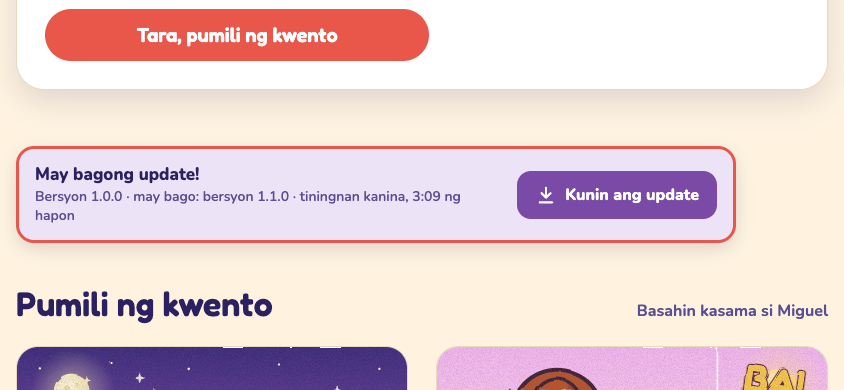 Tara, pumili ng kwento
May bagong update!
Bersyon 1.0.0 · may bago: bersyon 1.1.0 · tiningnan kanina, 3:09 ng
hapon
Kunin ang update
Pumili ng kwento
Basahin kasama si Miguel